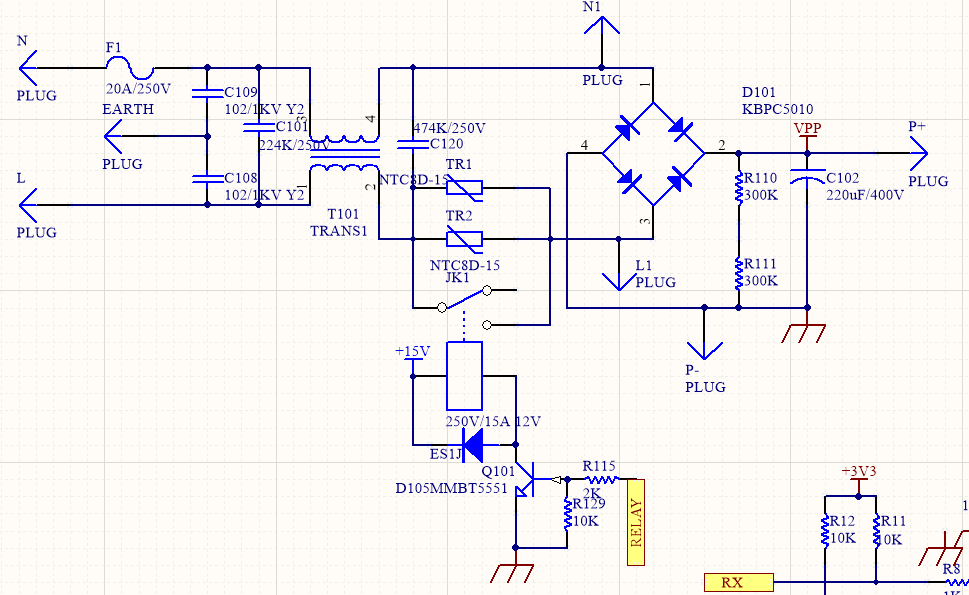 N1
N
F1
20A/250V
PLUG
PLUG
EARTH
C109
102/1KV Y2
C101
224K/250V
PLUG
L
C108
102/1KV Y2
PLUG
3
4
1
2
T101
TRANS1
474K/250V
C120
TR1
NTC8D-15
TR2
NTC8D-15
JK1
1
4
2
3
D101
KBPC5010
VPP
P+
PLUG
R110
300K
C102
220uF/400V
R111
300K
L1
PLUG
P-
PLUG
+15V
250V/15A 12V
ES1J
Q101
D105MMBT5551
R115
2K
R129
10K
RELAY
+3V3
R12
10K
R11
10K
1
R8
1K
RX